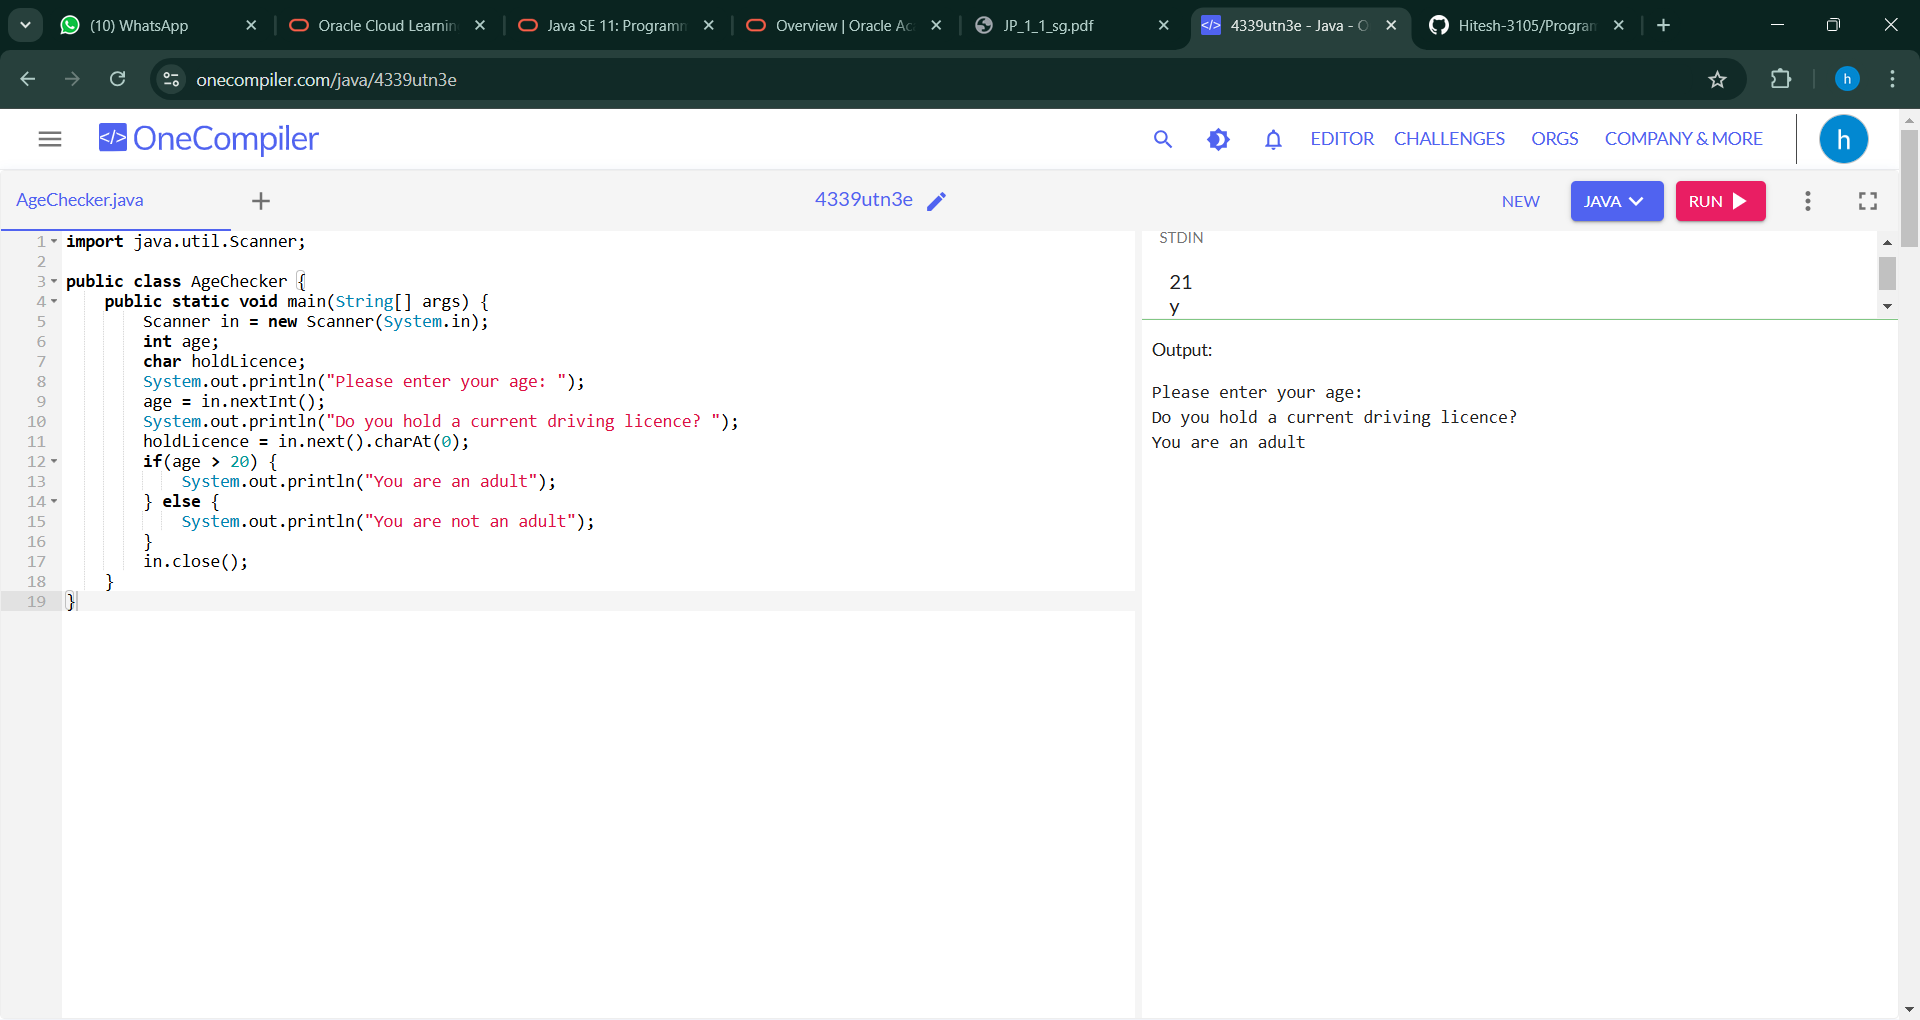 (10) WhatsApp
Oracle Cloud Learnin
Java SE 11: Programm
Overview | Oracle Ac
JP_1_1_sg.pdf
4339utn3e - Java - O
Hitesh-3105/Program
onecompiler.com/java/4339utn3e
h
OneCompiler
EDITOR CHALLENGES ORGS COMPANY & MORE
h
AgeChecker.java
4339utn3e
NEW
JAVA
RUN
1 import java.util.Scanner;
2
3 public class AgeChecker {
4     public static void main(String[] args) {
5         Scanner in = new Scanner(System.in);
6         int age;
7         char holdLicence;
8         System.out.println("Please enter your age: ");
9         age = in.nextInt();
10         System.out.println("Do you hold a current driving licence? ");
11         holdLicence = in.next().charAt(0);
12         if(age > 20) {
13             System.out.println("You are an adult");
14         } else {
15             System.out.println("You are not an adult");
16         }
17         in.close();
18     }
19 }
STDIN
21
y
Output:
Please enter your age:
Do you hold a current driving licence?
You are an adult